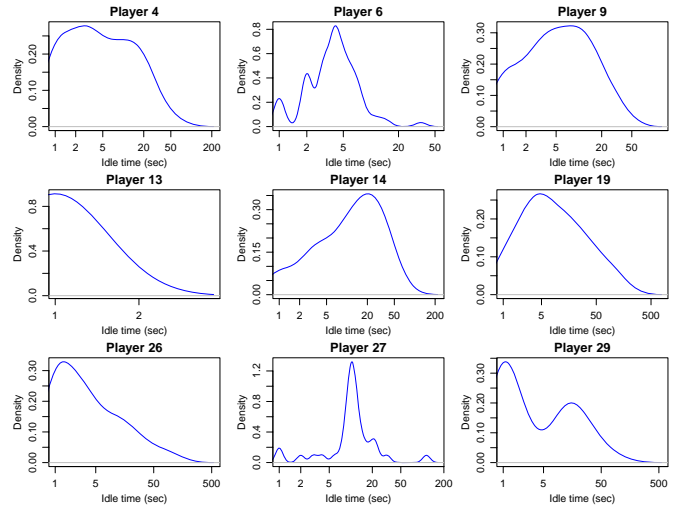 Player 4
Density
0.00 0.10 0.20
1 2 5 20 50 200
Idle time (sec)
Player 6
Density
0.0 0.2 0.4 0.6 0.8
1 2 5 20 50
Idle time (sec)
Player 9
Density
0.00 0.10 0.20 0.30
1 2 5 20 50
Idle time (sec)
Player 13
Density
0.0 0.4 0.8
1 2
Idle time (sec)
Player 14
Density
0.00 0.15 0.30
1 2 5 20 50 200
Idle time (sec)
Player 19
Density
0.00 0.10 0.20
1 5 50 500
Idle time (sec)
Player 26
Density
0.00 0.10 0.20 0.30
1 5 50 500
Idle time (sec)
Player 27
Density
0.0 0.4 0.8 1.2
1 2 5 20 50 200
Idle time (sec)
Player 29
Density
0.00 0.10 0.20 0.30
1 5 50 500
Idle time (sec)